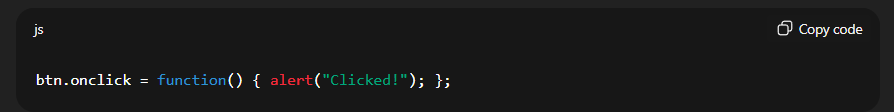 js
Copy code
btn.onclick = function() { alert("Clicked!"); };